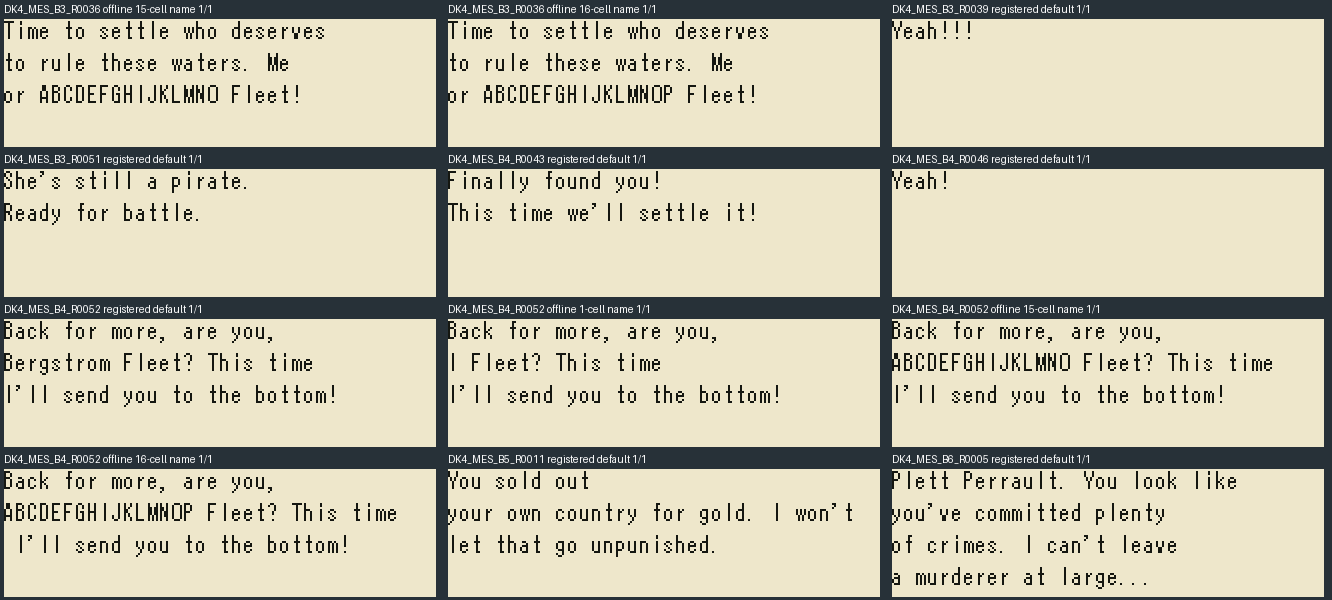 DK4_MES_B3_R0036 offline 15-cell name 1/1
Time to settle who deserves
to rule these waters. Me
or ABCDEFGHIJKLMNO Fleet!
DK4_MES_B3_R0036 offline 16-cell name 1/1
Time to settle who deserves
to rule these waters. Me
or ABCDEFGHIJKLMNOP Fleet!
DK4_MES_B3_R0039 registered default 1/1
Yeah!!!
DK4_MES_B3_R0051 registered default 1/1
She's still a pirate.
Ready for battle.
DK4_MES_B4_R0043 registered default 1/1
Finally found you!
This time we'll settle it!
DK4_MES_B4_R0046 registered default 1/1
Yeah!
DK4_MES_B4_R0052 registered default 1/1
Back for more, are you,
Bergstrom Fleet? This time
I'll send you to the bottom!
DK4_MES_B4_R0052 offline 1-cell name 1/1
Back for more, are you,
I Fleet? This time
I'll send you to the bottom!
DK4_MES_B4_R0052 offline 15-cell name 1/1
Back for more, are you,
ABCDEFGHIJKLMNO Fleet? This time
I'll send you to the bottom!
DK4_MES_B4_R0052 offline 16-cell name 1/1
Back for more, are you,
ABCDEFGHIJKLMNOP Fleet? This time
I'll send you to the bottom!
DK4_MES_B5_R0011 registered default 1/1
You sold out
your own country for gold. I won't
let that go unpunished.
DK4_MES_B6_R0005 registered default 1/1
Plett Perrault. You look like
you've committed plenty
of crimes. I can't leave
a murderer at large...